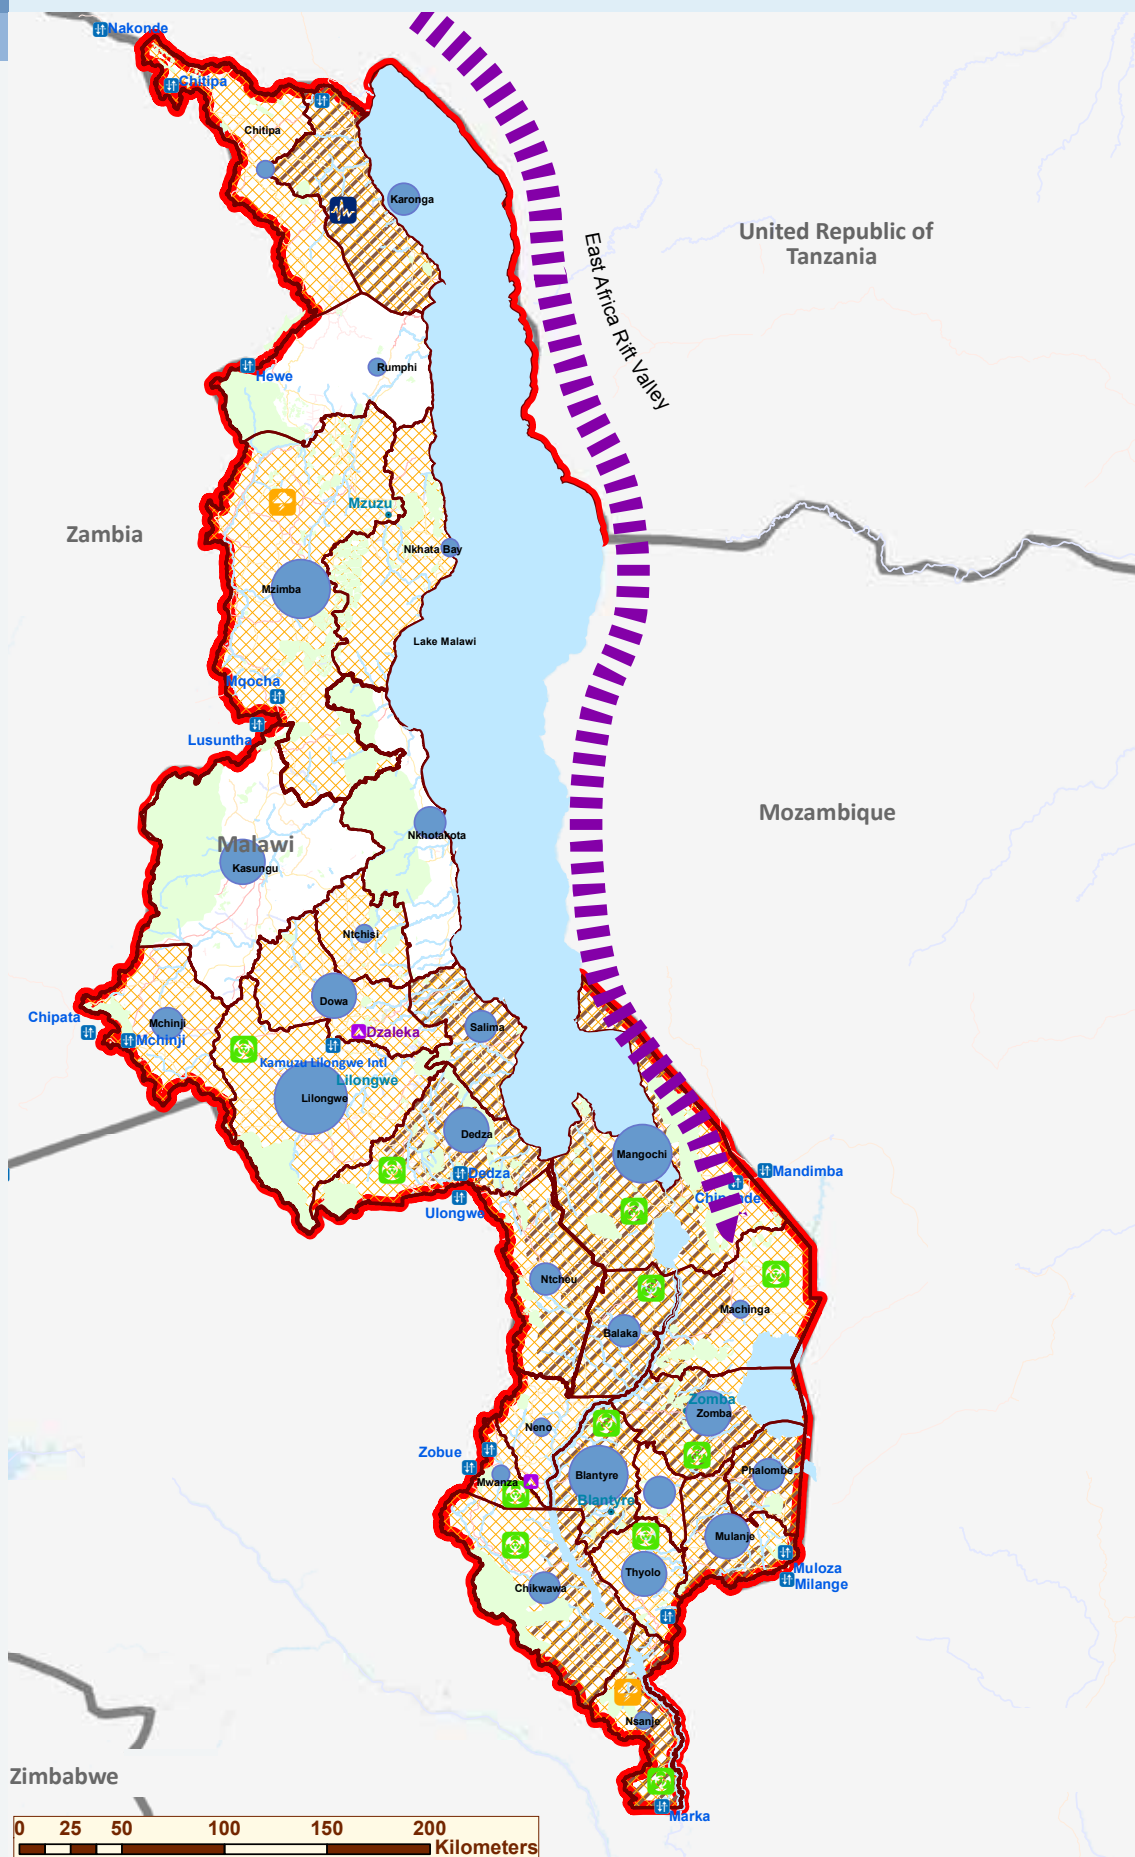 Nakonde
Chitipa
Chitipa
Karonga
United Republic of
Tanzania
East Africa Rift Valley
Rumphi
Hewe
Mzuzu
Zambia
Nkhata Bay
Mzimba
Lake Malawi
Mqocha
Lusuntha
Mozambique
Nkhotakota
Malawi
Kasungu
Ntchisi
Dowa
Chipata
Mchinji
Mchinji
Dzaleka
Salima
Kamuzu Lilongwe Intl
Lilongwe
Lilongwe
Dedza
Mangochi
Dedza
Mandimba
Ulongwe
Ntcheu
Machinga
Balaka
Zomba
Zomba
Neno
Zobue
Mwanza
Blantyre
Phalombe
Blantyre
Mulanje
Thyolo
Muloza
Milange
Chikwawa
Nsanje
Zimbabwe
Marka
0 25 50 100 150 200
Kilometers